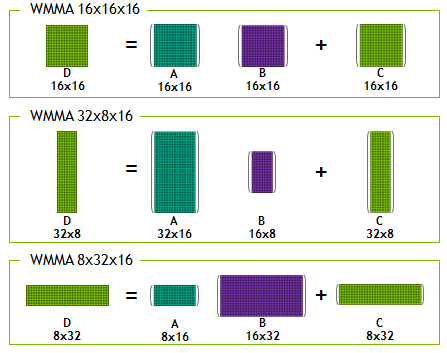 WMMA 16x16x16
= +
D A B C
16x16 16x16 16x16 16x16
WMMA 32x8x16
= +
D A B C
32x8 32x16 16x8 32x8
WMMA 8x32x16
= +
D A B C
8x32 8x16 16x32 8x32